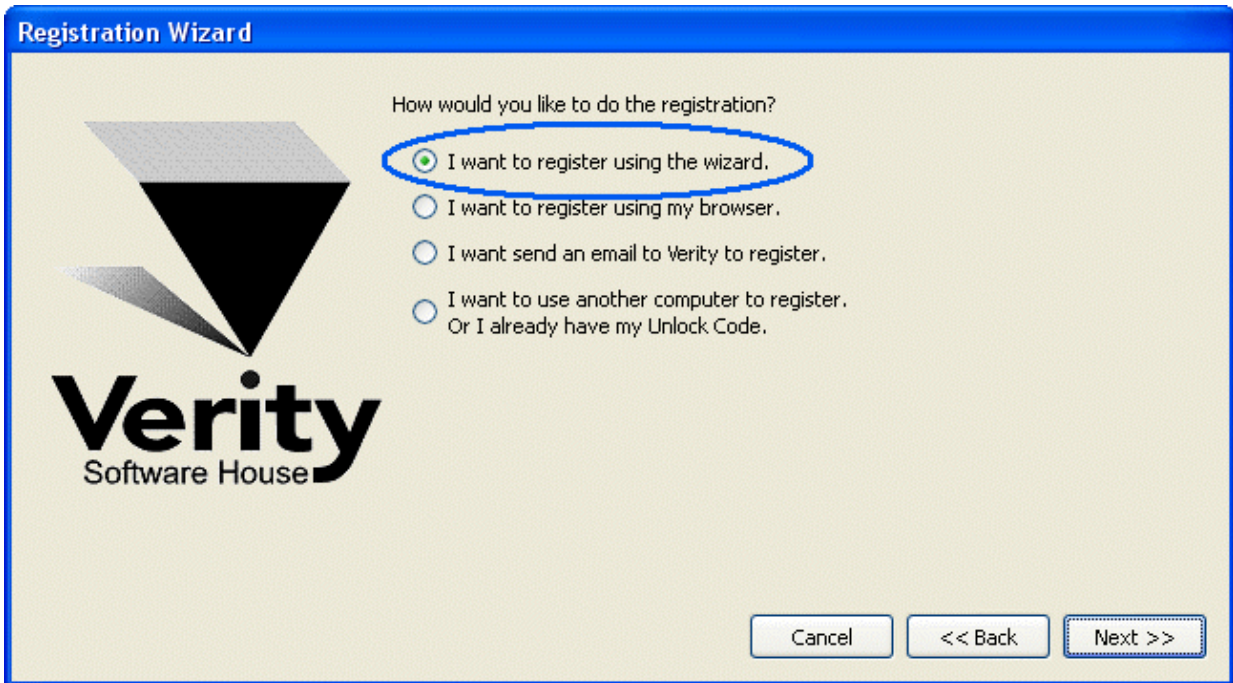 Registration Wizard
How would you like to do the registration?
I want to register using the wizard.
I want to register using my browser.
I want send an email to Verity to register.
I want to use another computer to register.
Or I already have my Unlock Code.
Verity
Software House
Cancel
<< Back
Next >>